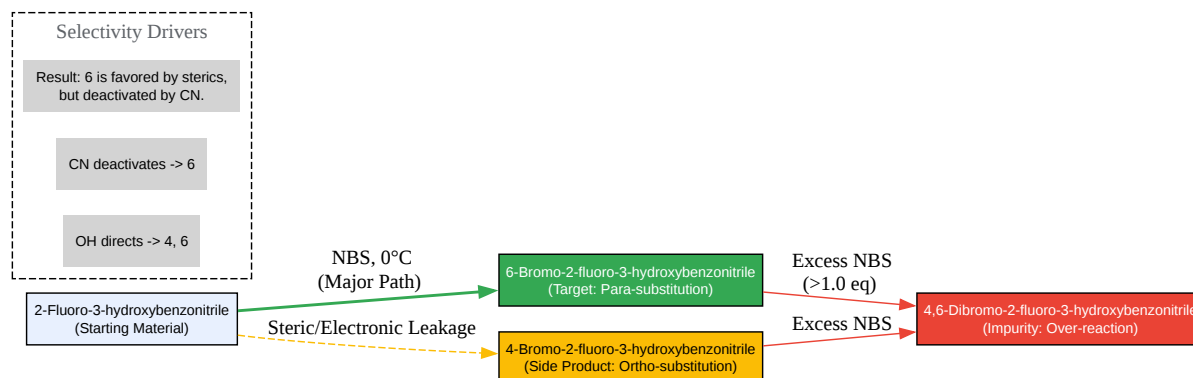 Selectivity Drivers
Result: 6 is favored by sterics,
but deactivated by CN.
CN deactivates -> 6
OH directs -> 4, 6
2-Fluoro-3-hydroxybenzonitrile
(Starting Material)
NBS, 0°C
(Major Path)
Steric/Electronic Leakage
6-Bromo-2-fluoro-3-hydroxybenzonitrile
(Target: Para-substitution)
4-Bromo-2-fluoro-3-hydroxybenzonitrile
(Side Product: Ortho-substitution)
Excess NBS
(>1.0 eq)
Excess NBS
4,6-Dibromo-2-fluoro-3-hydroxybenzonitrile
(Impurity: Over-reaction)